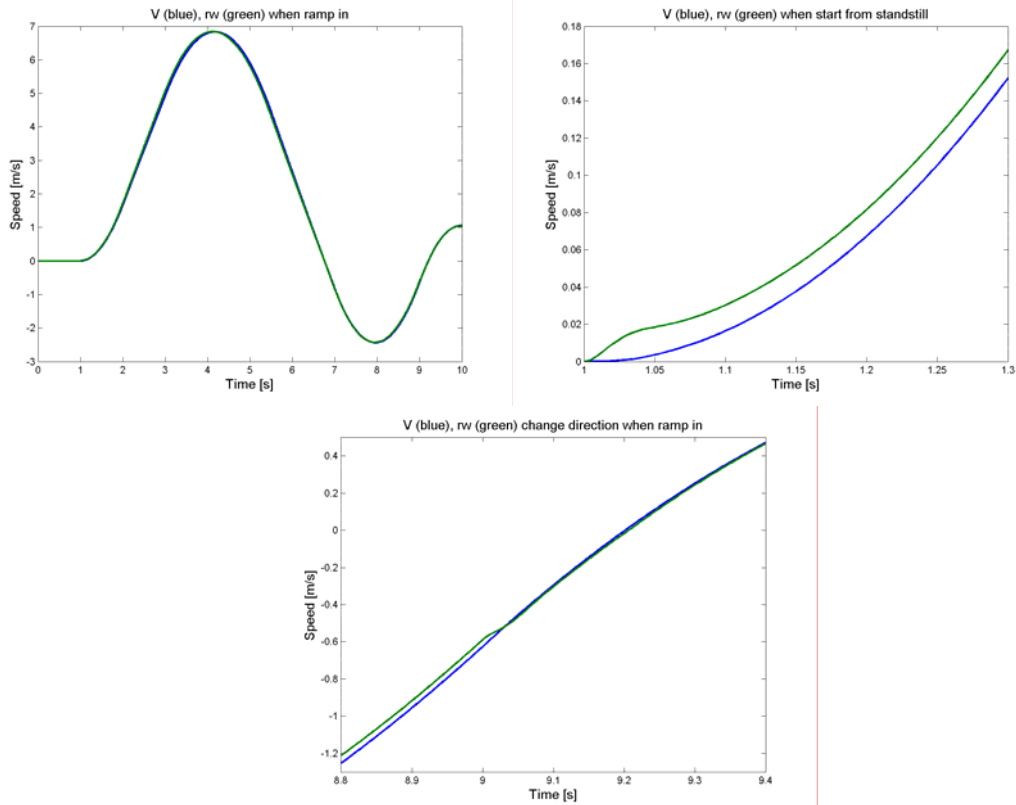 V (blue), rw (green) when ramp in
7
6
5
4
3
2
1
0
-1
-2
-3
Speed [m/s]
0 1 2 3 4 5 6 7 8 9 10
Time [s]
V (blue), rw (green) when start from standstill
0.18
0.16
0.14
0.12
0.1
0.08
0.06
0.04
0.02
0
Speed [m/s]
1 1.05 1.1 1.15 1.2 1.25 1.3
Time [s]
V (blue), rw (green) change direction when ramp in
0.4
0.2
0
-0.2
-0.4
-0.6
-0.8
-1
-1.2
Speed [m/s]
8.8 8.9 9 9.1 9.2 9.3 9.4
Time [s]